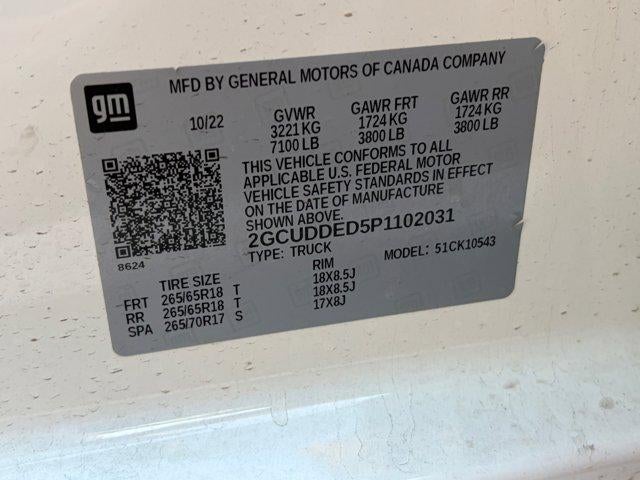 gm
MFD BY GENERAL MOTORS OF CANADA COMPANY
10/22 GVWR GAWR FRT GAWR RR
3221 KG 1724 KG 1724 KG
7100 LB 3800 LB 3800 LB
THIS VEHICLE CONFORMS TO ALL
APPLICABLE U.S. FEDERAL MOTOR
VEHICLE SAFETY STANDARDS IN EFFECT
ON THE DATE OF MANUFACTURE
SHOWN ABOVE.
2GCUDDED5P1102031
TYPE: TRUCK MODEL: 51CK10543
8624
TIRE SIZE RIM
FRT 265/65R18 T 18X8.5J
RR 265/65R18 T 18X8.5J
SPA 265/70R17 S 17X8J